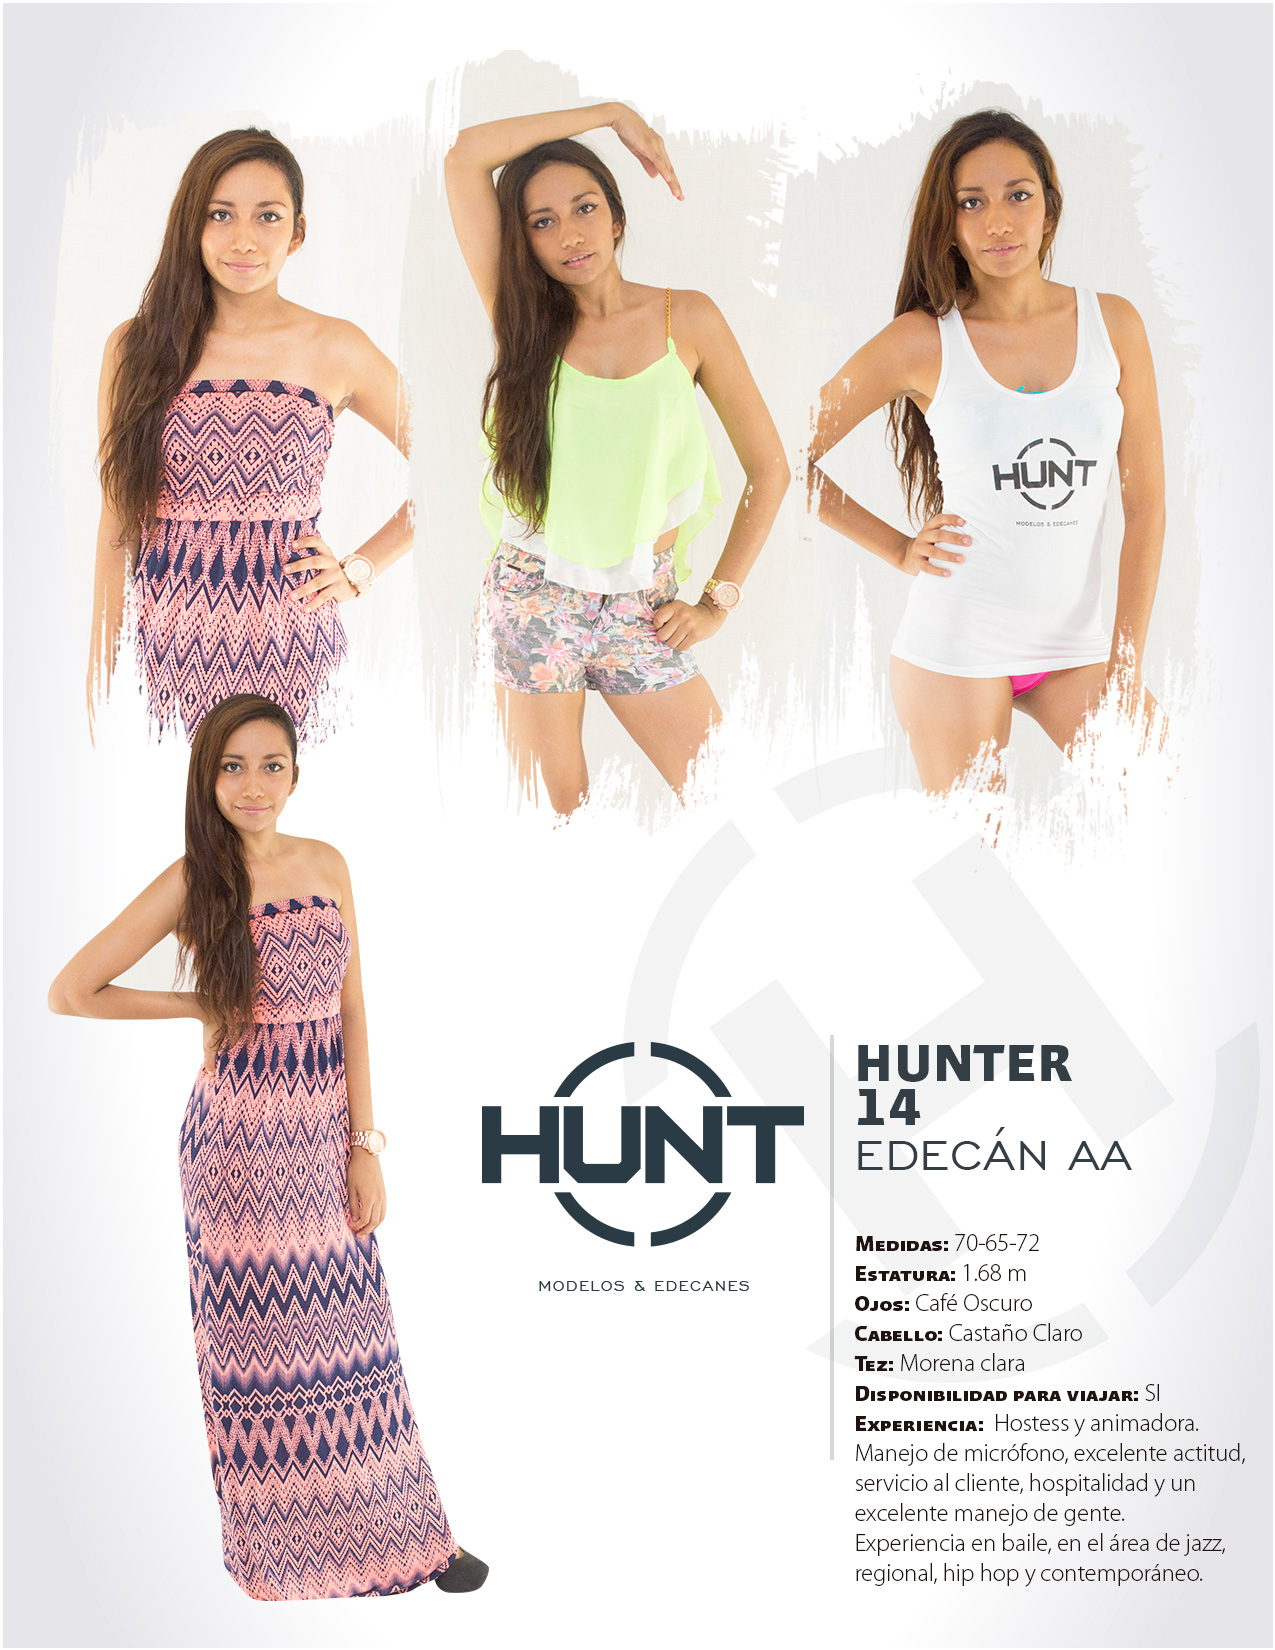 HUNT
MODELOS & EDECANES
HUNT
MODELOS & EDECANES
HUNTER
14
EDECÁN AA
MEDIDAS: 70-65-72
ESTATURA: 1.68 m
OJOS: Café Oscuro
CABELLO: Castaño Claro
TEZ: Morena clara
DISPONIBILIDAD PARA VIAJAR: SI
EXPERIENCIA: Hostess y animadora.
Manejo de micrófono, excelente actitud,
servicio al cliente, hospitalidad y un
excelente manejo de gente.
Experiencia en baile, en el área de jazz,
regional, hip hop y contemporáneo.